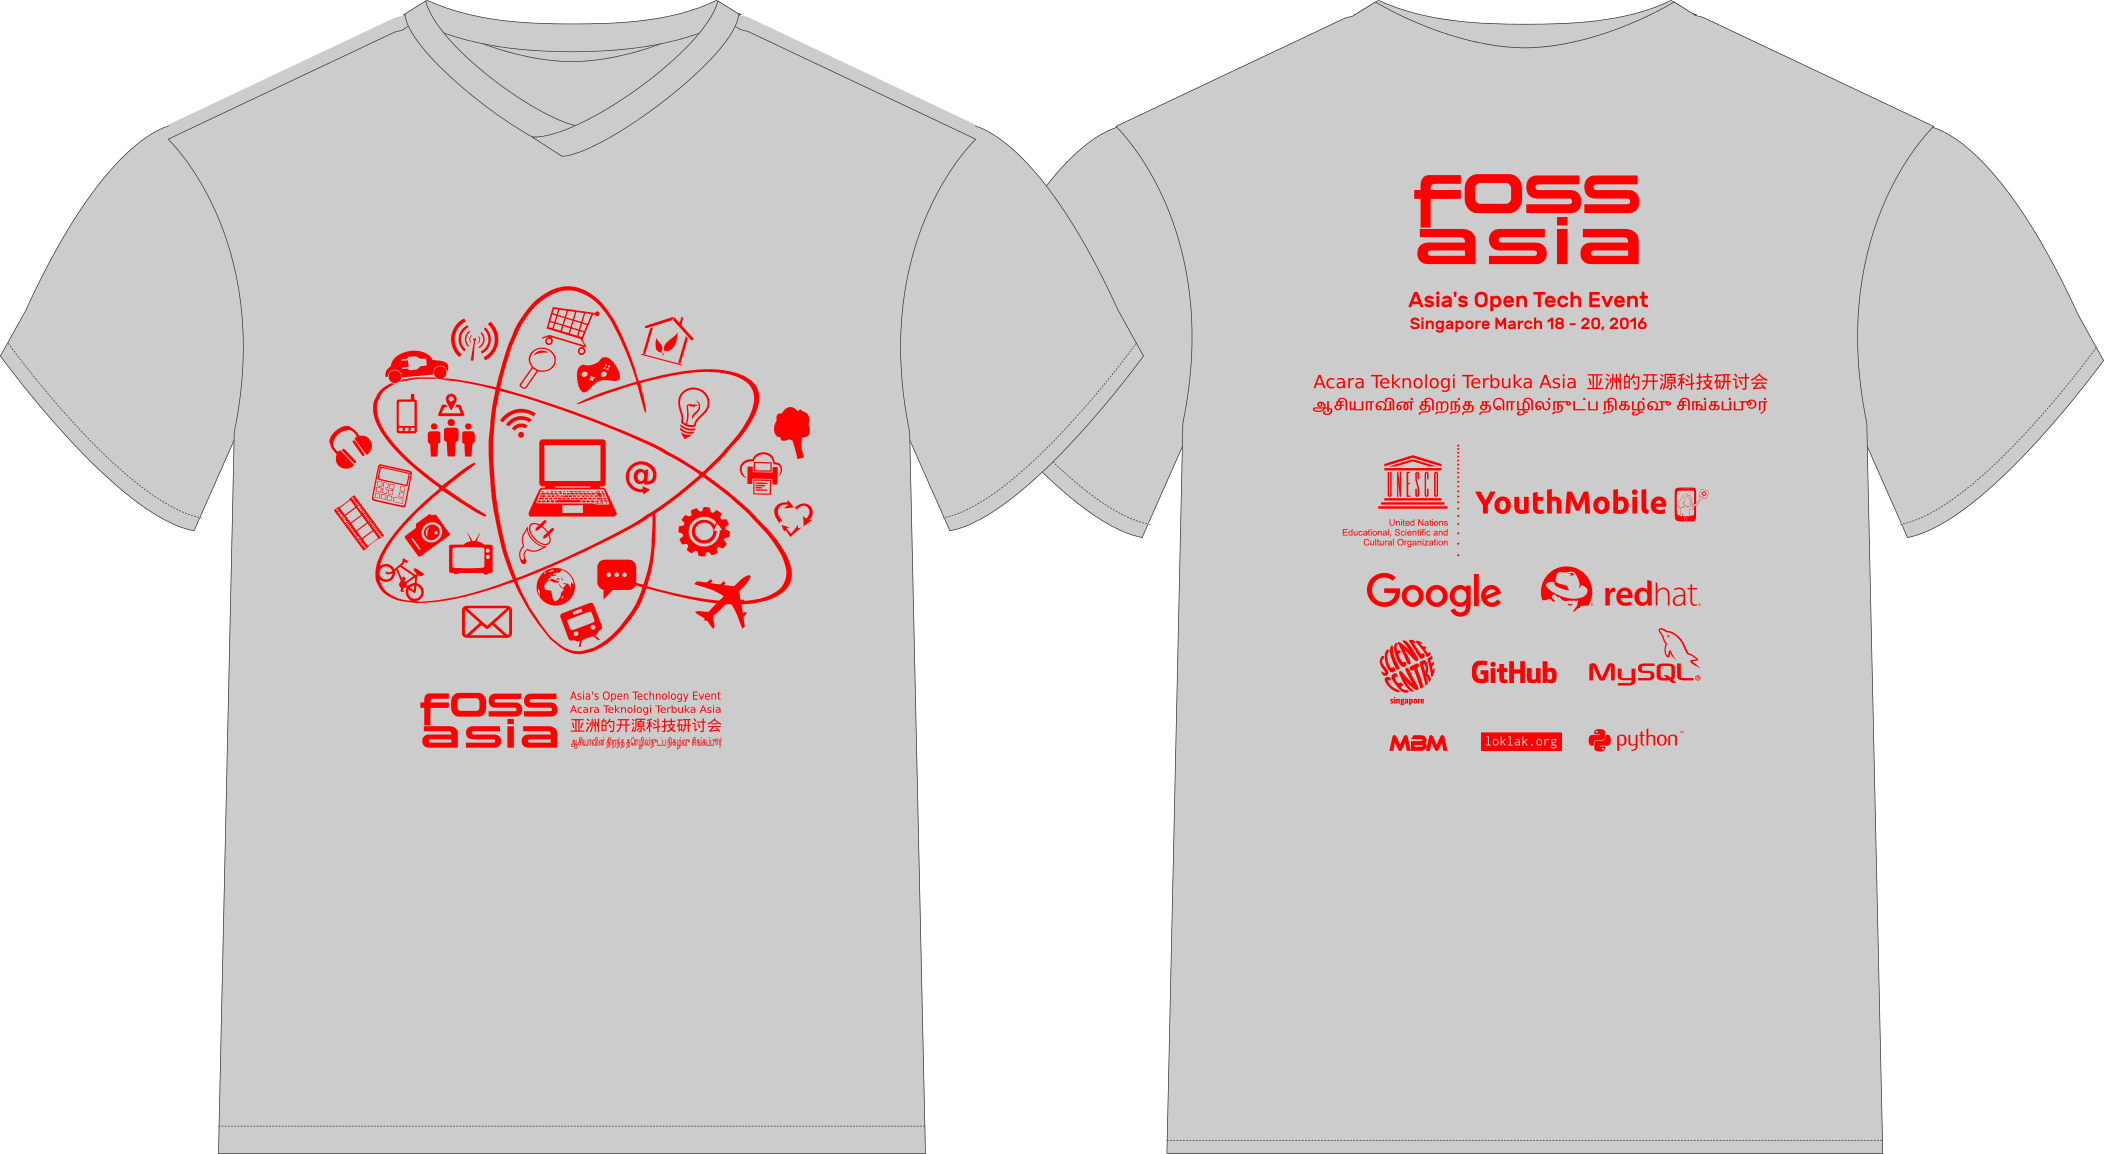 foss
asia
Asia's Open Technology Event
Acara Teknologi Terbuka Asia
亚洲的开源科技研讨会
ஆசியாவின் திறந்த தொழில்நுட்ப நிகழ்வு சிங்கப்பூர்
@
foss
asia
Asia's Open Tech Event
Singapore March 18 - 20, 2016
Acara Teknologi Terbuka Asia 亚洲的开源科技研讨会
ஆசியாவின் திறந்த தொழில்நுட்ப நிகழ்வு சிங்கப்பூர்
UNESCO
United Nations
Educational, Scientific and
Cultural Organization
YouthMobile
Google redhat.
SCIENCE
CENTRE
singapore
GitHub MySQL®
MBM loklak.org python™